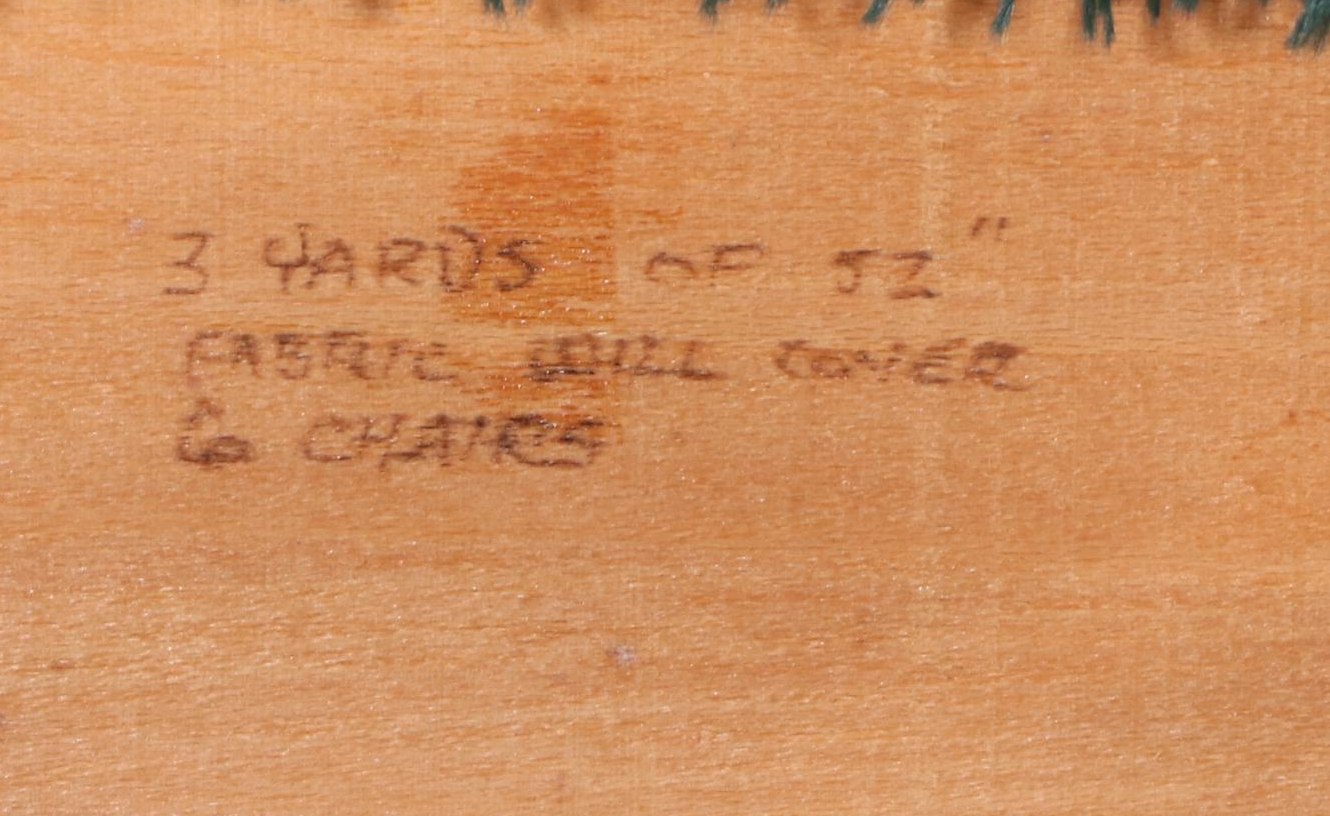 3 YARDS OF 52"
FABRIC WILL COVER
6 CHAIRS